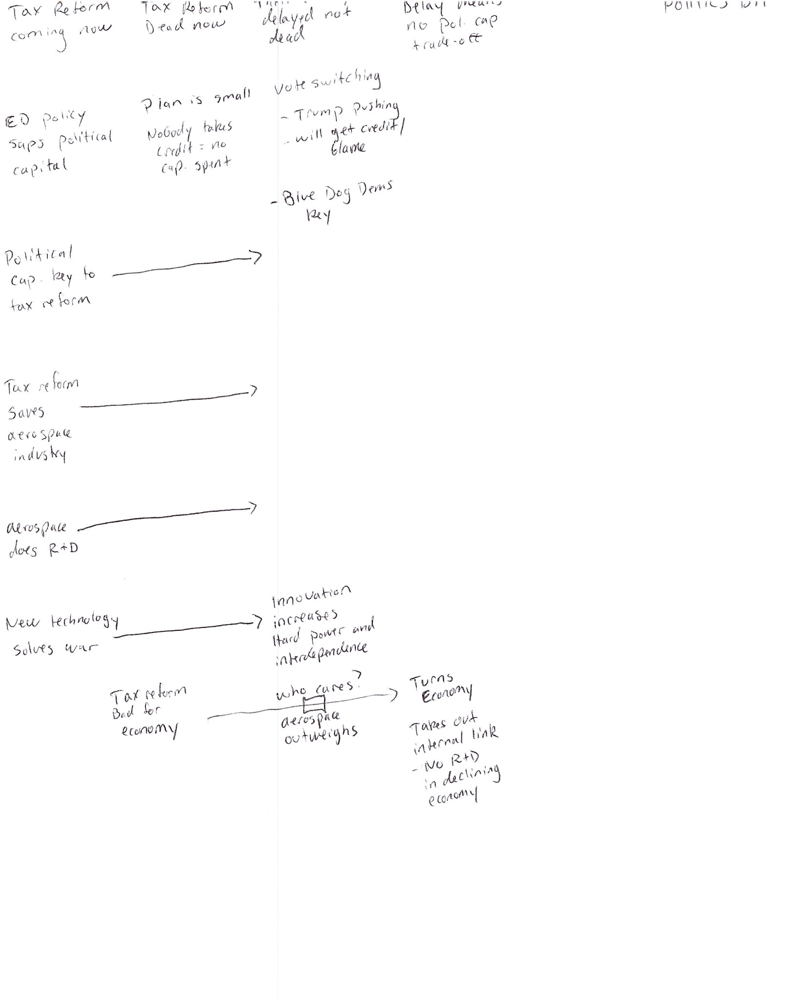 Tax Reform
coming now
Tax Reform
Dead now
delayed not
dead
Delay means
no pol. cap
trade-off
Politics DA
ED policy
saps political
capital
Plan is small
Nobody takes
credit = no
cap. spent
Vote switching
- Trump pushing
- will get credit/
blame
- Blue Dog Dems
key
Political
cap. key to
tax reform
Tax reform
saves
aerospace
industry
aerospace
does R+D
New technology
solves war
innovation
increases
Hard power and
interdependence
Tax reform
Bad for
economy
who cares?
aerospace
outweighs
Turns
Economy
Takes out
internal link
- No R+D
in declining
economy